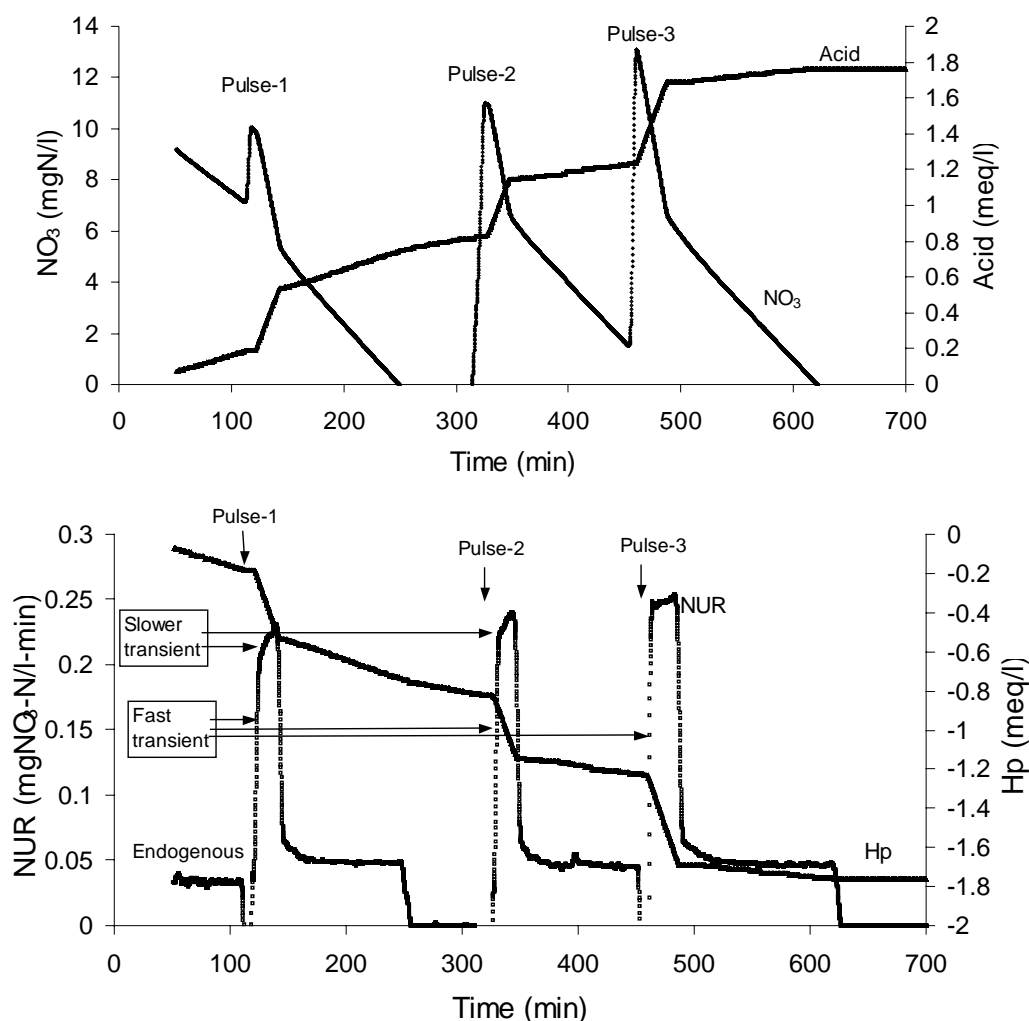 Pulse-1
Pulse-2
Pulse-3
Acid
NO₃
NO₃ (mgN/l)
14
12
10
8
6
4
2
0
Acid (meq/l)
2
1.8
1.6
1.4
1.2
1
0.8
0.6
0.4
0.2
0
0 100 200 300 400 500 600 700
Time (min)
Pulse-1
Pulse-2
Pulse-3
NUR
Slower
transient
Fast
transient
Endogenous
Hp
NUR (mgNO₃-N/l-min)
0.3
0.25
0.2
0.15
0.1
0.05
0
Hp (meq/l)
0
-0.2
-0.4
-0.6
-0.8
-1
-1.2
-1.4
-1.6
-1.8
-2
0 100 200 300 400 500 600 700
Time (min)